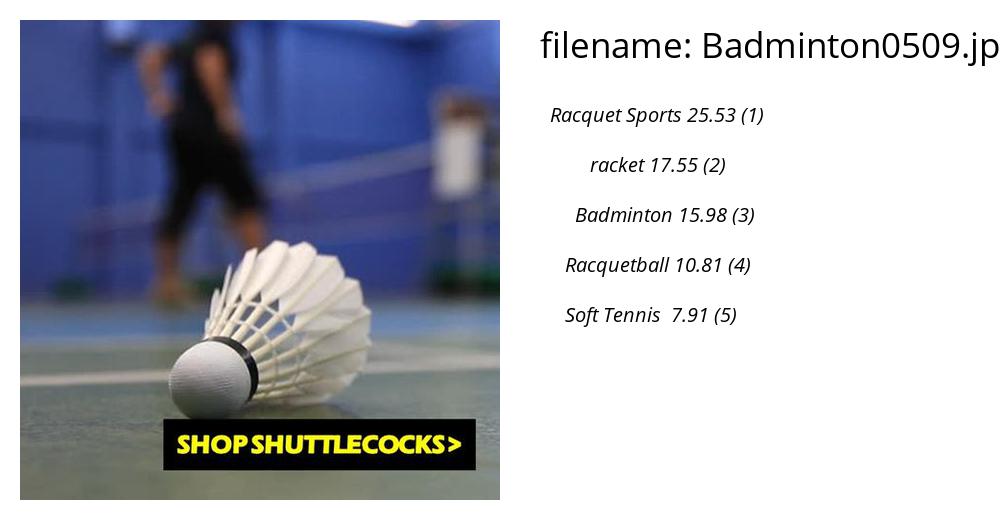 filename: Badminton0509.jp
Racquet Sports 25.53 (1)
racket 17.55 (2)
Badminton 15.98 (3)
Racquetball 10.81 (4)
Soft Tennis 7.91 (5)
SHOP SHUTTLECOCKS >